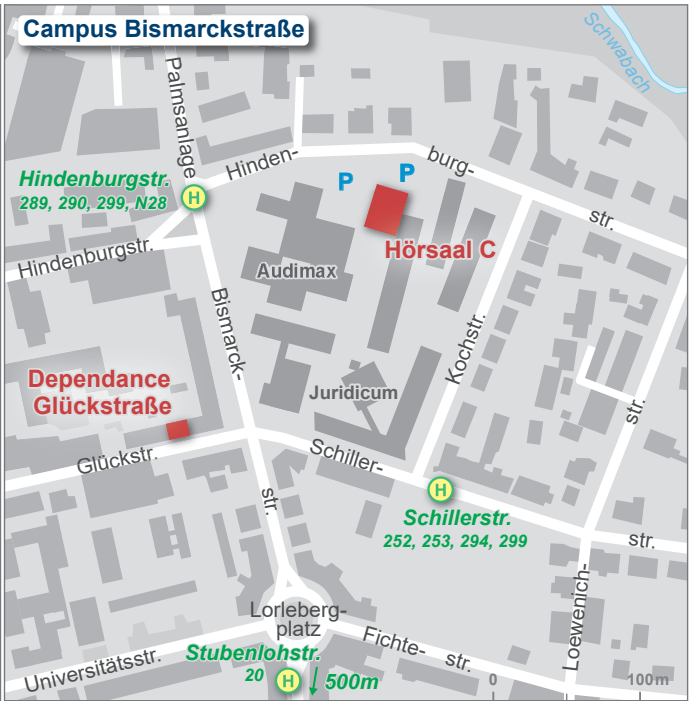 Campus Bismarckstraße
Schwabach
Palmsanlage
Hinden-
burg-
str.
P
P
Hindenburgstr.
289, 290, 299, N28
H
Hindenburgstr.
Hörsaal C
Audimax
Bismarck-
str.
Kochstr.
Dependance
Glückstraße
Juridicum
Glückstr.
Schiller-
str.
H
Schillerstr.
252, 253, 294, 299
Loewenich-
str.
Lorleberg-
platz
Universitätsstr.
Fichte-
str.
Stubenlohstr.
20
H
500m
0
100m